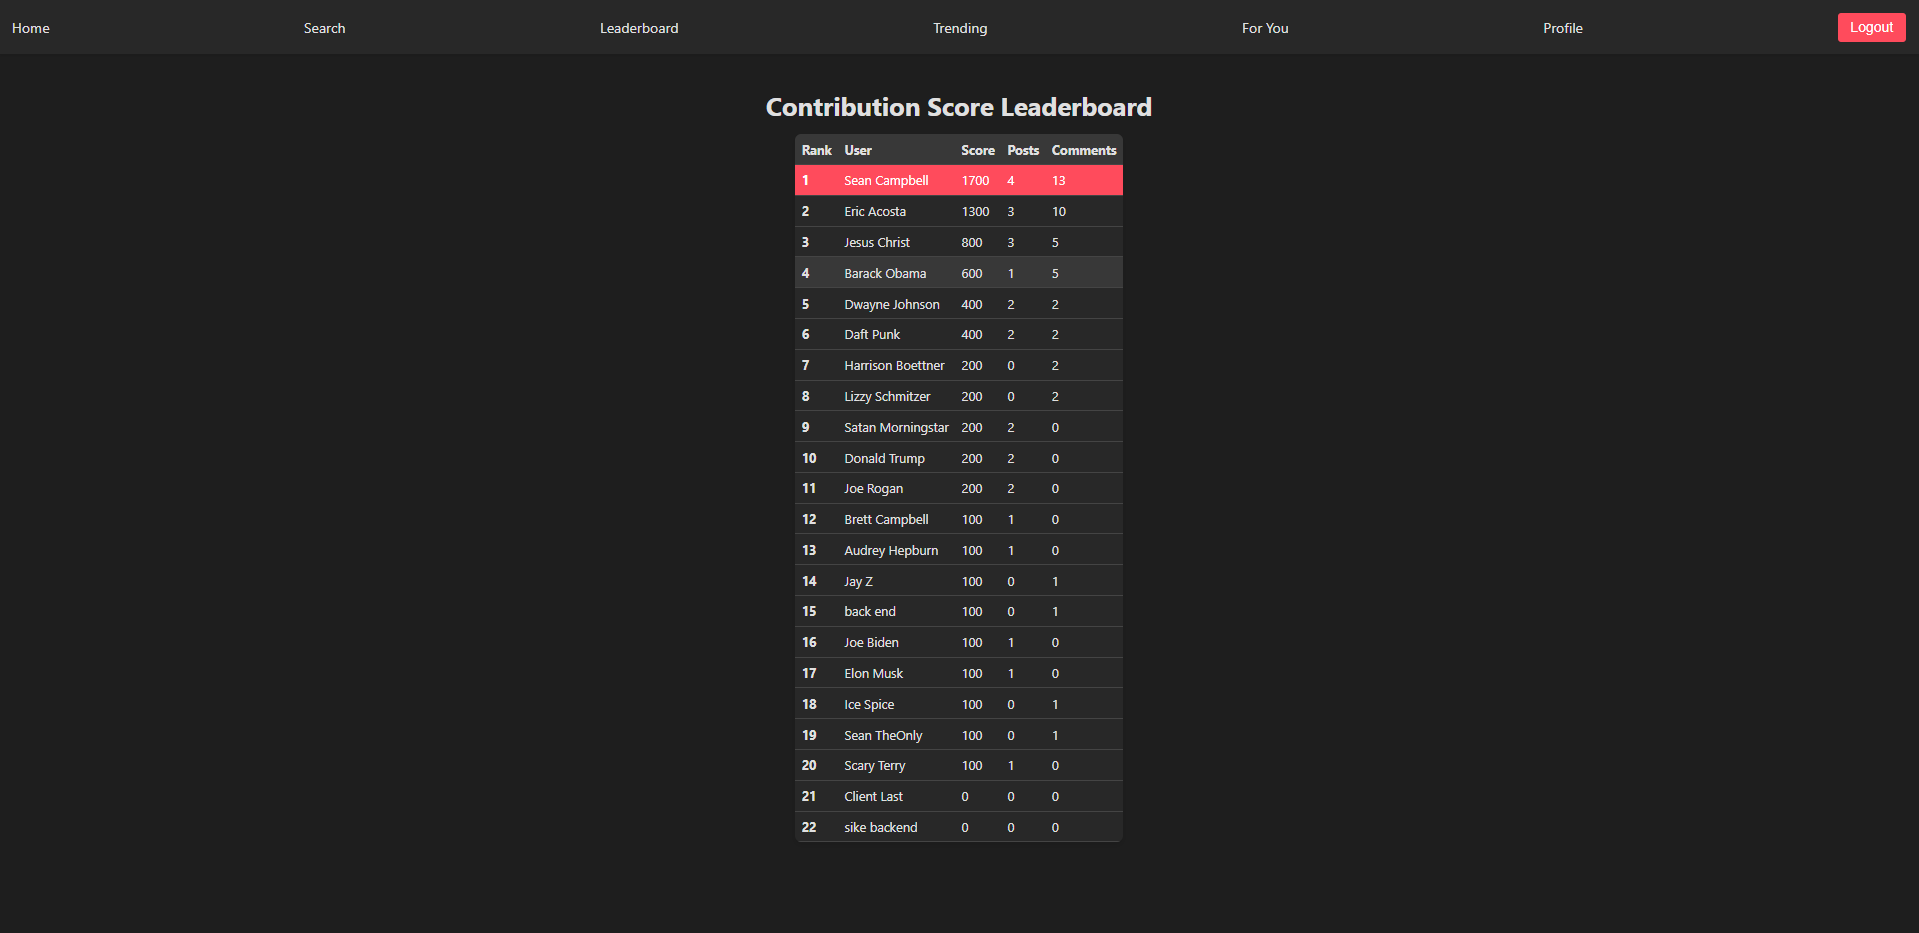 Home Search Leaderboard Trending For You Profile Logout
Contribution Score Leaderboard
Rank User Score Posts Comments
1 Sean Campbell 1700 4 13
2 Eric Acosta 1300 3 10
3 Jesus Christ 800 3 5
4 Barack Obama 600 1 5
5 Dwayne Johnson 400 2 2
6 Daft Punk 400 2 2
7 Harrison Boettner 200 0 2
8 Lizzy Schmitzer 200 0 2
9 Satan Morningstar 200 2 0
10 Donald Trump 200 2 0
11 Joe Rogan 200 2 0
12 Brett Campbell 100 1 0
13 Audrey Hepburn 100 1 0
14 Jay Z 100 0 1
15 back end 100 0 1
16 Joe Biden 100 1 0
17 Elon Musk 100 1 0
18 Ice Spice 100 0 1
19 Sean TheOnly 100 0 1
20 Scary Terry 100 1 0
21 Client Last 0 0 0
22 sike backend 0 0 0